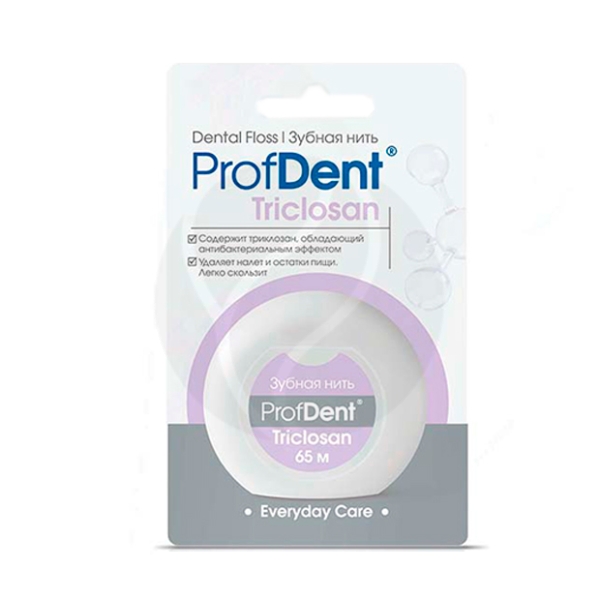 Dental Floss | Зубная нить
ProfDent®
Triclosan
Содержит триклозан, обладающий
антибактериальным эффектом
Удаляет налет и остатки пищи.
Легко скользит
Зубная нить
ProfDent®
Triclosan
65 м
• Everyday Care •